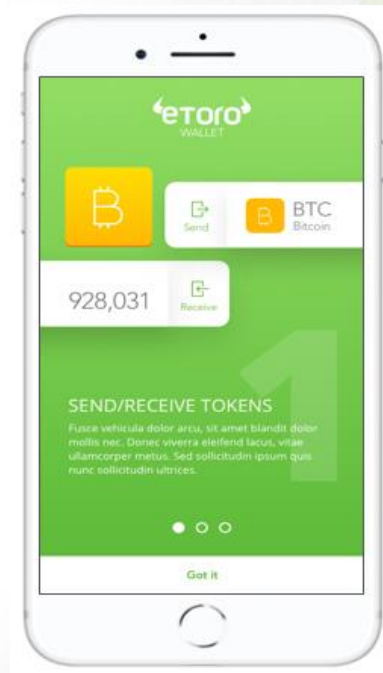 eToro
WALLET
Send
BTC
Bitcoin
928,031
Receive
1
SEND/RECEIVE TOKENS
Fusce vehicula dolor arcu, sit amet blandit dolor
mollis nec. Donec viverra eleifend lacus, vitae
ullamcorper metus. Sed sollicitudin ipsum quis
nunc sollicitudin ultrices.
Got it